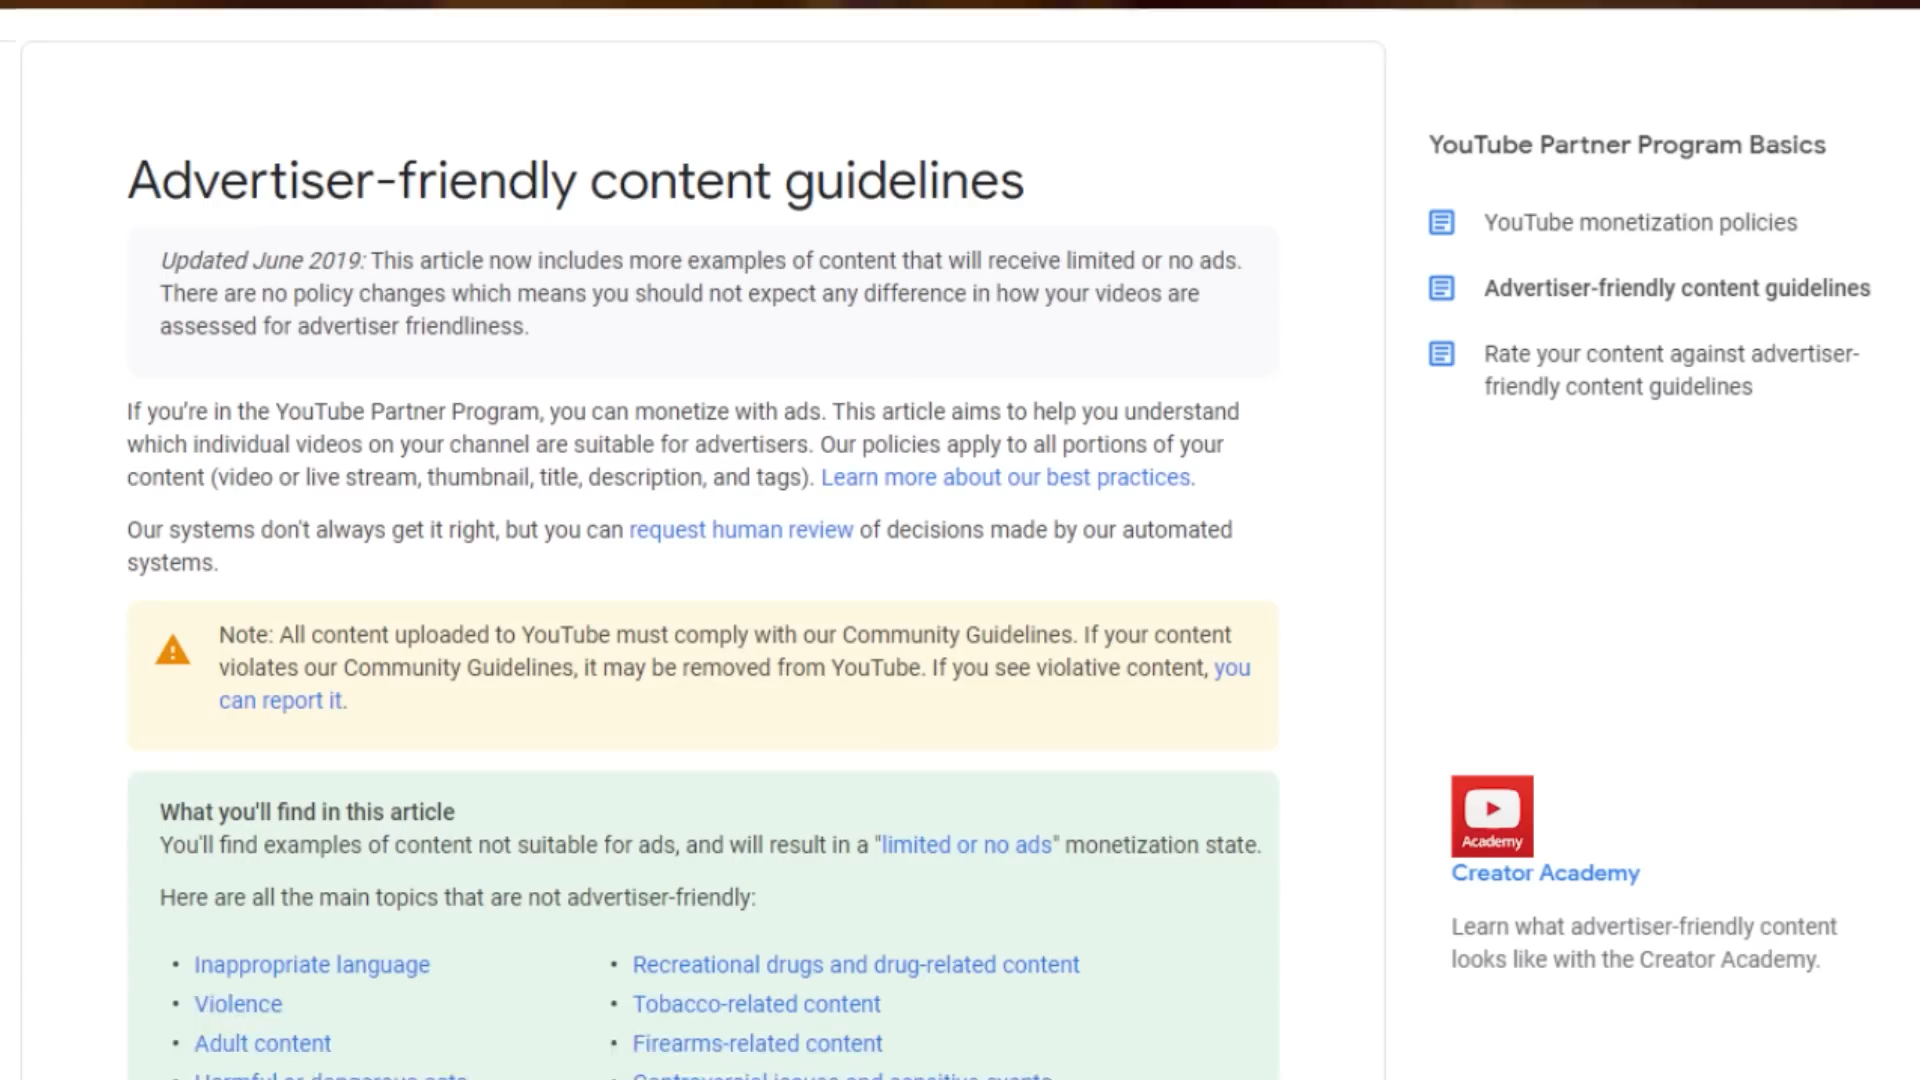 Advertiser-friendly content guidelines
Updated June 2019: This article now includes more examples of content that will receive limited or no ads.
There are no policy changes which means you should not expect any difference in how your videos are
assessed for advertiser friendliness.
If you’re in the YouTube Partner Program, you can monetize with ads. This article aims to help you understand
which individual videos on your channel are suitable for advertisers. Our policies apply to all portions of your
content (video or live stream, thumbnail, title, description, and tags). Learn more about our best practices.
Our systems don't always get it right, but you can request human review of decisions made by our automated
systems.
Note: All content uploaded to YouTube must comply with our Community Guidelines. If your content
violates our Community Guidelines, it may be removed from YouTube. If you see violative content, you
can report it.
What you'll find in this article
You'll find examples of content not suitable for ads, and will result in a "limited or no ads" monetization state.
Here are all the main topics that are not advertiser-friendly:
• Inappropriate language
• Violence
• Adult content
• Harmful or dangerous acts
• Recreational drugs and drug-related content
• Tobacco-related content
• Firearms-related content
• Controversial issues and sensitive events
YouTube Partner Program Basics
YouTube monetization policies
Advertiser-friendly content guidelines
Rate your content against advertiser-
friendly content guidelines
Academy
Creator Academy
Learn what advertiser-friendly content
looks like with the Creator Academy.